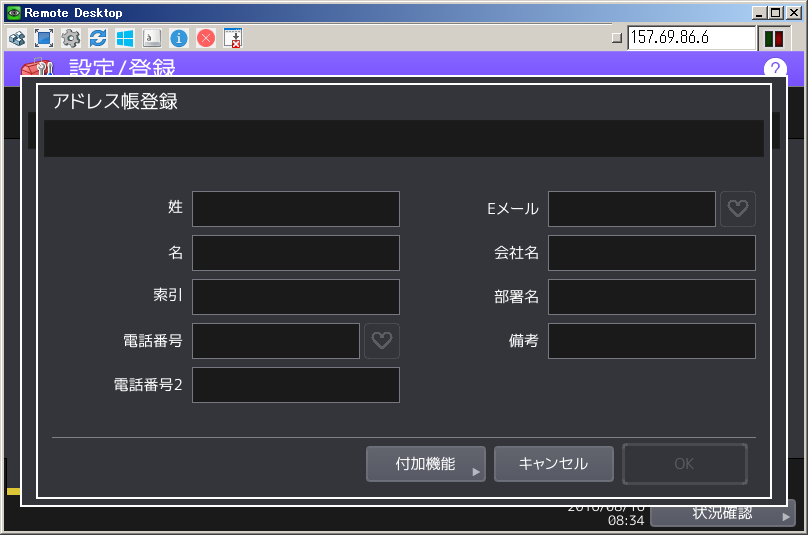 Remote Desktop
157.69.86.6
設定/登録
?
アドレス帳登録
姓
Eメール
名
会社名
索引
部署名
電話番号
備考
電話番号2
付加機能
キャンセル
OK
08:34
状況確認